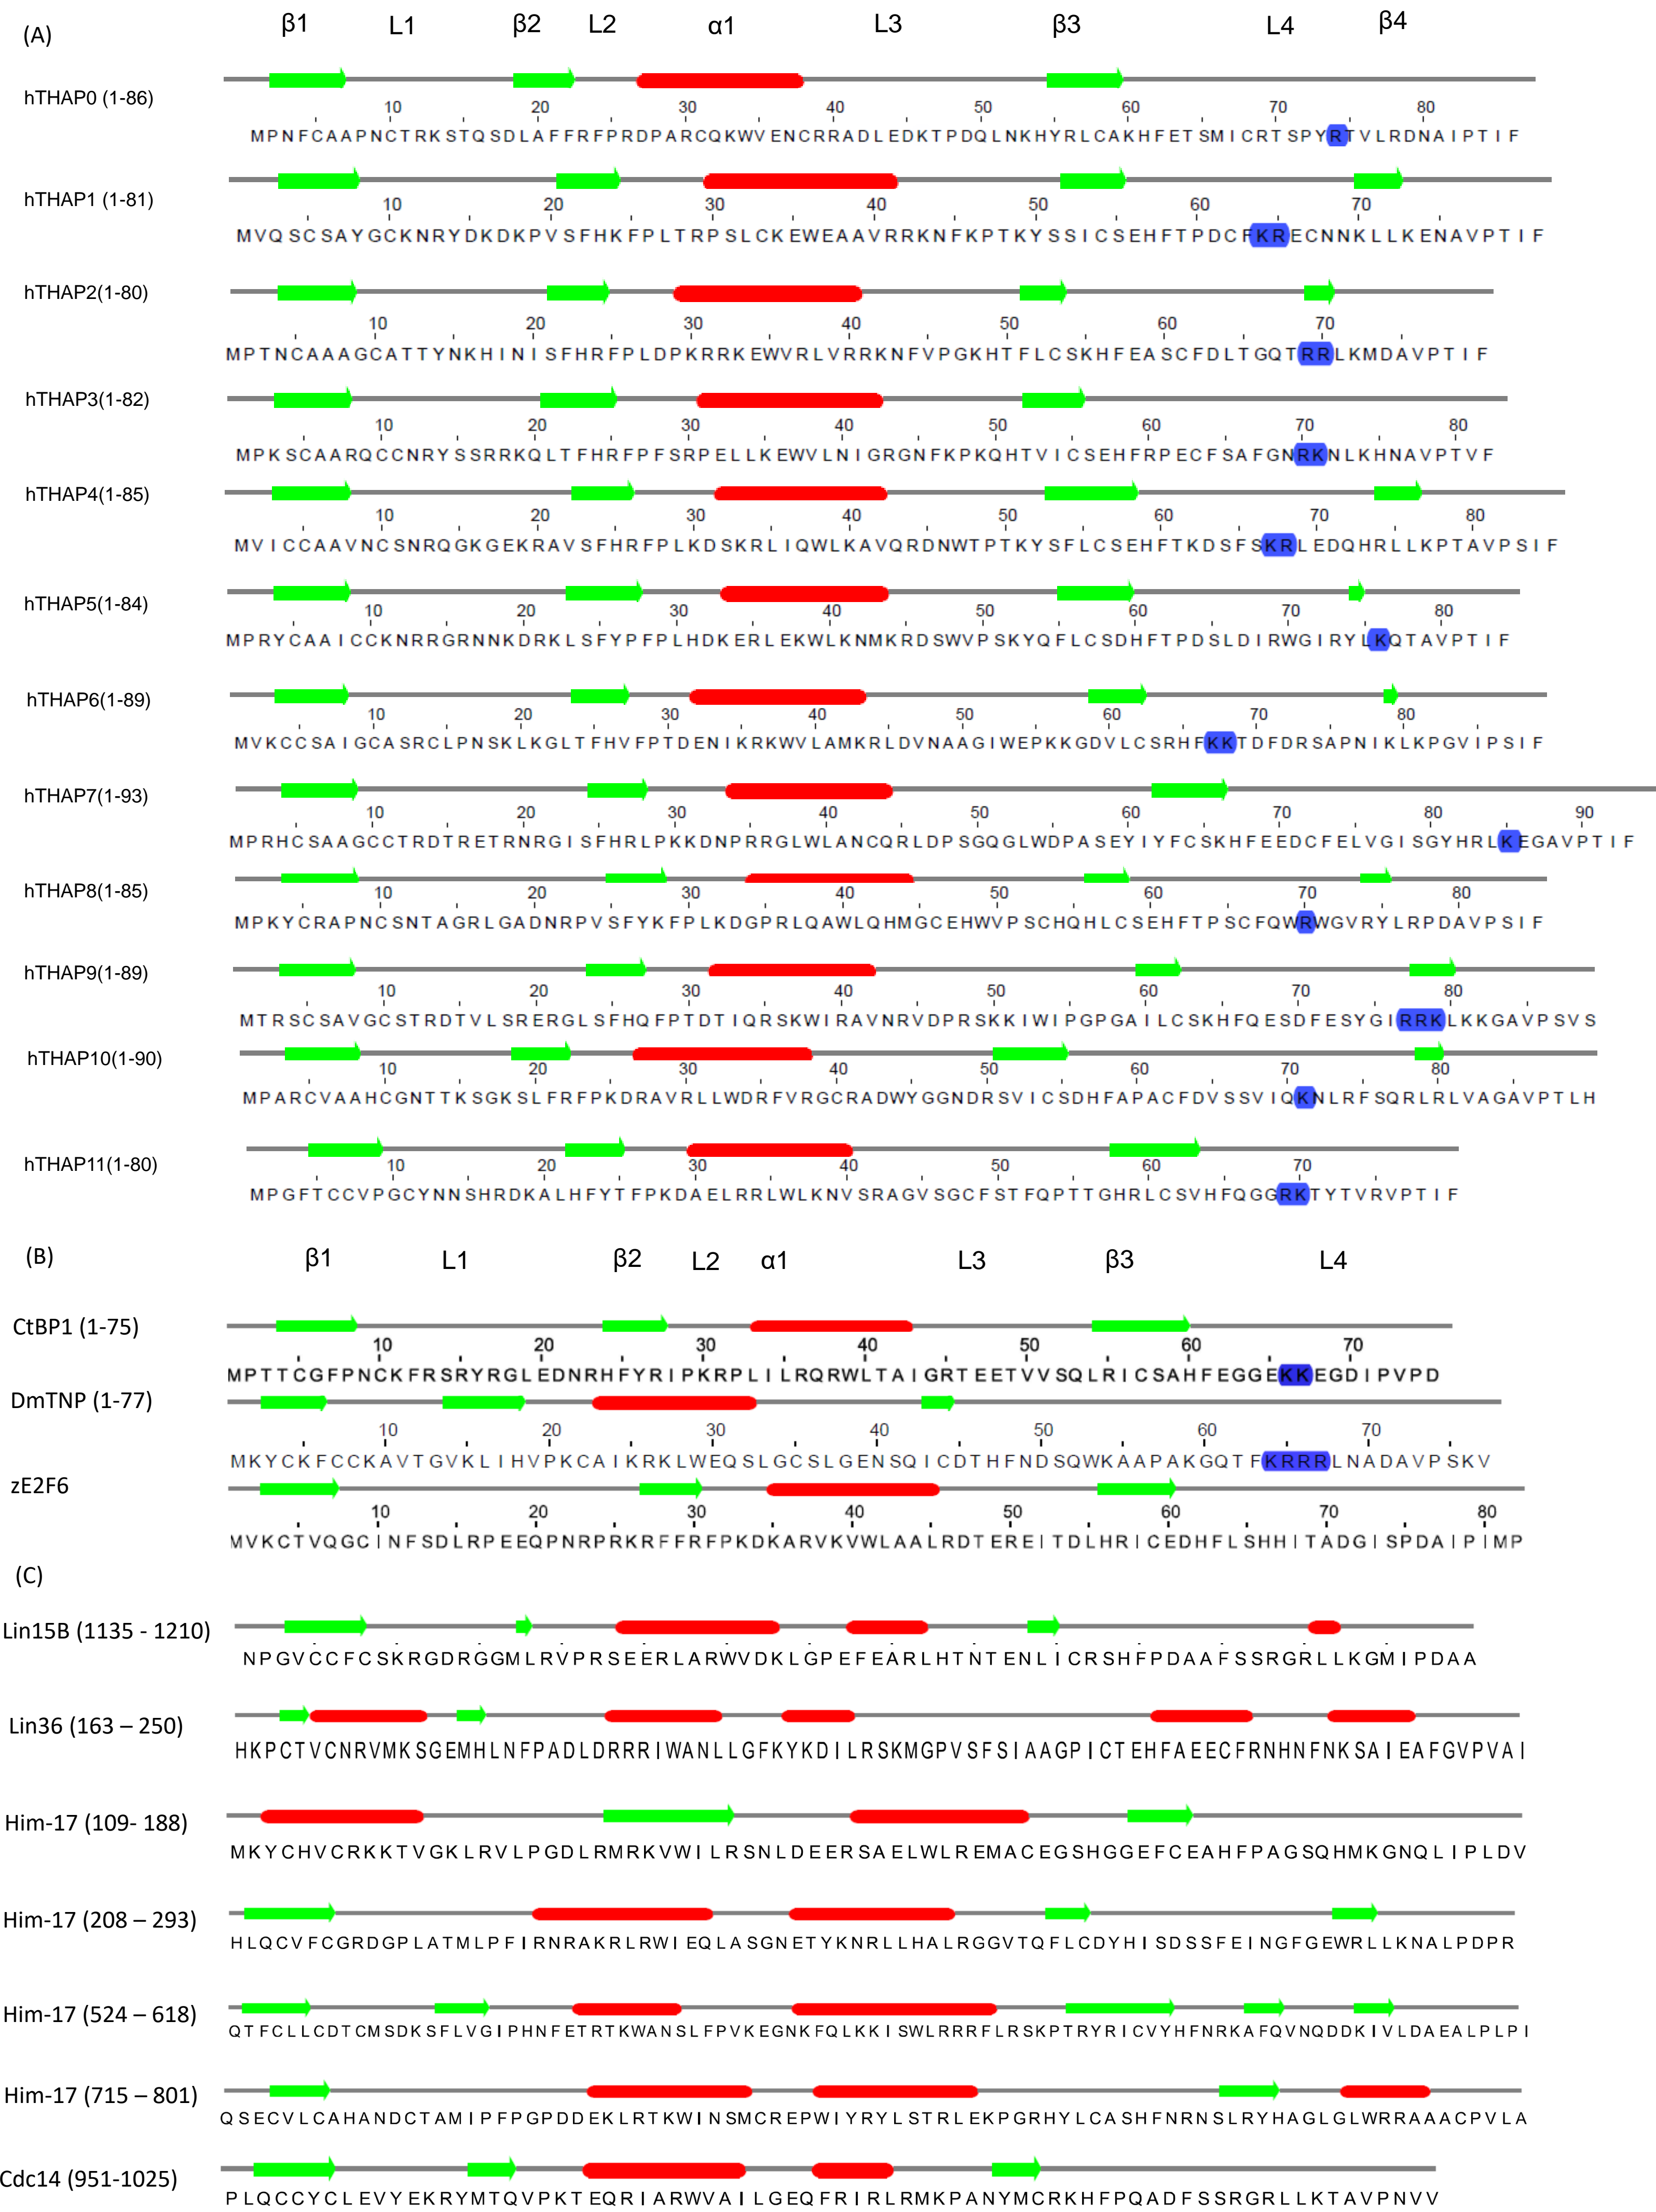 (A) β1 L1 β2 L2 α1 L3 β3 L4 β4
hTHAP0 (1-86)
10 20 30 40 50 60 70 80
MPNFCAAPNCTRKSTQSDLAFFRFPRDPARCQKWVENCRRADLEDKTPDQLNKHYRLCAKHFETSMICRTSPYRTVLRDNAIPTIF
hTHAP1 (1-81)
10 20 30 40 50 60 70
MVQSCSAYGCKNRYDKDKPVSFHKFPLTRPSLCKEWEAAVRRKNFKPTKYSSICSEHFTPDCFKRECNNKLLKENAVPTIF
hTHAP2(1-80)
10 20 30 40 50 60 70
MPTNCAAAGCATTYNKHINISFHRFPLDPKRRKEWVRLVRRKNFVPGKHTFLCSKHFEASCFDLTGQTRRLKMDAVPTIF
hTHAP3(1-82)
10 20 30 40 50 60 70 80
MPKSCAARQCCNRYSSRRKQLTFHRFPFSRPELLKEWVLNIGRGNFKPKQHTVICSEHFRPECFSAFGNRKNLKHNAVPTVF
hTHAP4(1-85)
10 20 30 40 50 60 70 80
MVICCAAVNCSNRQGKGEKRAVSFHRFPLKDSKRLIQWLKAVQRDNWTPTKYSFLCSEHFTKDSFSKRLEDQHRLLKPTAVPSIF
hTHAP5(1-84)
10 20 30 40 50 60 70 80
MPRYCAAICCKNRRGRNNKDRKLSFYPFPLHDKERLEKWLKNMKRDSWVPSKYQFLCSDHFTPDSLDIRWGIRYLKQTAVPTIF
hTHAP6(1-89)
10 20 30 40 50 60 70 80
MVKCCSAIGCASRCLPNSKLKGLTFHVFPTDENIKRKWVLAMKRLDVNAAGIWEPKKGDVLCSRHFKKTDFDRSAPNIKLKPGVIPSIF
hTHAP7(1-93)
10 20 30 40 50 60 70 80 90
MPRHCSAAGCCTRDTRETRNRGISFHRLPKKDNPRRGLWLANCQRLDPSGQGLWDPASEYIYFCSKHFEEDCFELVGISGYHRLKEGAVPTIF
hTHAP8(1-85)
10 20 30 40 50 60 70 80
MPKYCRAPNCSNTAGRLGADNRPVSFYKFPLKDGPRLQAWLQHMGCEHWVPSCHQHLCSEHFTPSCFQWRWGVRYLRPDAVPSIF
hTHAP9(1-89)
10 20 30 40 50 60 70 80
MTRSCSAVGCSTRDTVLSRERGLSFHQFPTDTIQRSKWIRAVNRVDPRSKKIWIPGPGAILCSKHFQESDFESYGIRRKLKKGAVPSVS
hTHAP10(1-90)
10 20 30 40 50 60 70 80
MPARCVAAHCGNTTKSGKSLFRFPKDRAVRLLWDRFVRGCRADWYGGNDRSVICSDHFAPACFDVSSVIQKNLRFSQRLRLVAGAVPTLH
hTHAP11(1-80)
10 20 30 40 50 60 70
MPGFTCCVPGCYNNSHRDKALHFYTFPKDAELRRLWLKNVSRAGVSGCFSTFQPTTGHRLCSVHFQGGRKTYTVRVPTIF
(B) β1 L1 β2 L2 α1 L3 β3 L4
CtBP1 (1-75)
10 20 30 40 50 60 70
MPTTCGFPNCKFRSRYRGLEDNRHFYRIPKRPLILRQRWLTAIGRTEETVVSQLRICSAHFEGGEKKEGDIPVPD
DmTNP (1-77)
10 20 30 40 50 60 70
MKYCKFCCKAVTGVKLIHVPKCAIKRKLWEQSLGCSLGENSQICDTHFNDSQWKAAPAKGQTFKRRRLNADAVPSKV
zE2F6
10 20 30 40 50 60 70 80
MVKCTVQGCINFSDLRPEEQPNRPRKRFFRFPKDKARVKVWLAALRDTEREITDLHRICEDHFLSHHITADGISPDAIPIMP
(C)
Lin15B (1135 - 1210)
NPGVCCFCSKRGDRGGMLRVPRSEERLARWVDKLGPEFEARLHTNTENLICRSHFPDAAFSSRGRLLKGMIPDAA
Lin36 (163 – 250)
HKPCTVCNRVMKSGEMHLNFPADLDRRRIWANLLGFKYKDILRSKMGPVSFSIAAGPICTEHFAEECFRNHNFNKSAIEAFGVPVAI
Him-17 (109- 188)
MKYCHVCRKKTVGKLRVLPGDLRMRKVWILRSNLDEERSAELWLREMACEGSHGGEFCEAHFPAGSQHMKGNQLIPLDV
Him-17 (208 – 293)
HLQCVFCGRDGPLATMLPFIRNRAKRLRWIEQLASGNETYKNRLLHALRGGVTQFLCDYHISDSSFEINGFGEWRLLKNALPDPR
Him-17 (524 – 618)
QTFCLLCDTCMSDKSFLVGIPHNFETRTKWANSLFPVKEGNKFQLKKISWLRRRFLRSKPTRYRICVYHFNRKAFQVNQDDKIVLDAEALPLPI
Him-17 (715 – 801)
QSECVLCAHANDCTAMIPFPGPDDEKLRTKWINSMCREPWIYRYLSTRLEKPGRHYLCASHFNRNSLRYHAGLGLWRRAAACPVLA
Cdc14 (951-1025)
PLQCCYCLEVYEKRYMTQVPKTEQRIARWVAILGEQFRIRLRMKPANYMCRKHFPQADFSSRGRLLKTAVPNVV